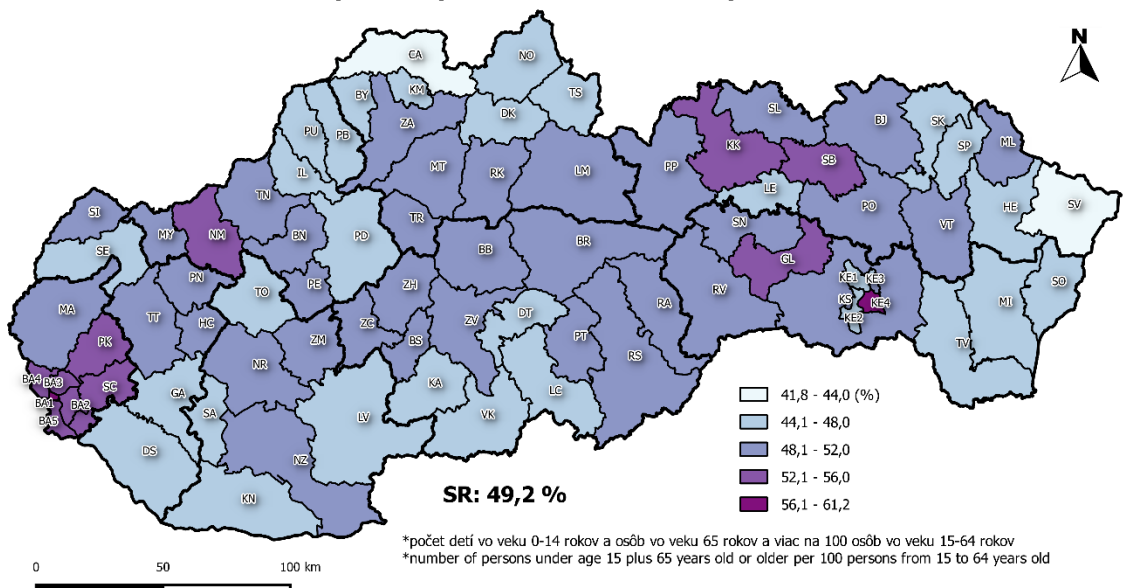 N
CA
NO
BY
KM
TS
PU
PB
ZA
DK
SL
BJ
SK
SP
ML
IL
MT
RK
LM
PP
KK
SB
LE
TN
SI
MY
NM
BN
PD
TR
SE
BB
BR
SN
PO
VT
HE
SV
GL
PN
PE
TO
ZH
RV
KE1
KE3
SO
MA
TT
HC
ZC
BS
ZV
DT
PT
RA
K5
KE4
KE2
MI
PK
ZM
RS
TV
BA4
BA3
SC
NR
GA
SA
KA
LC
BA1
BA2
BA5
LV
VK
DS
NZ
KN
41,8 - 44,0 (%)
44,1 - 48,0
48,1 - 52,0
52,1 - 56,0
56,1 - 61,2
SR: 49,2 %
*počet detí vo veku 0-14 rokov a osôb vo veku 65 rokov a viac na 100 osôb vo veku 15-64 rokov
*number of persons under age 15 plus 65 years old or older per 100 persons from 15 to 64 years old
0 50 100 km